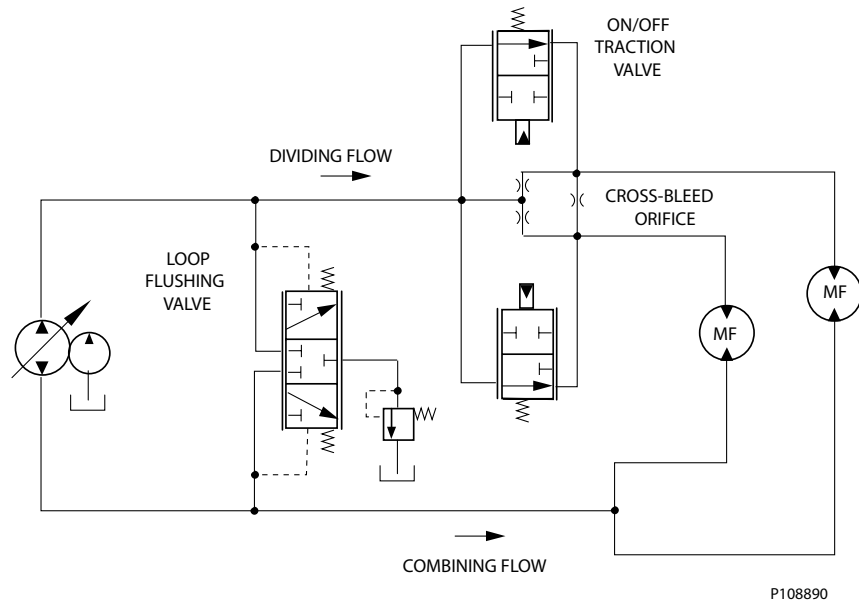 ON/OFF
TRACTION
VALVE
DIVIDING FLOW
CROSS-BLEED
ORIFICE
LOOP
FLUSHING
VALVE
MF
MF
COMBINING FLOW
P108890